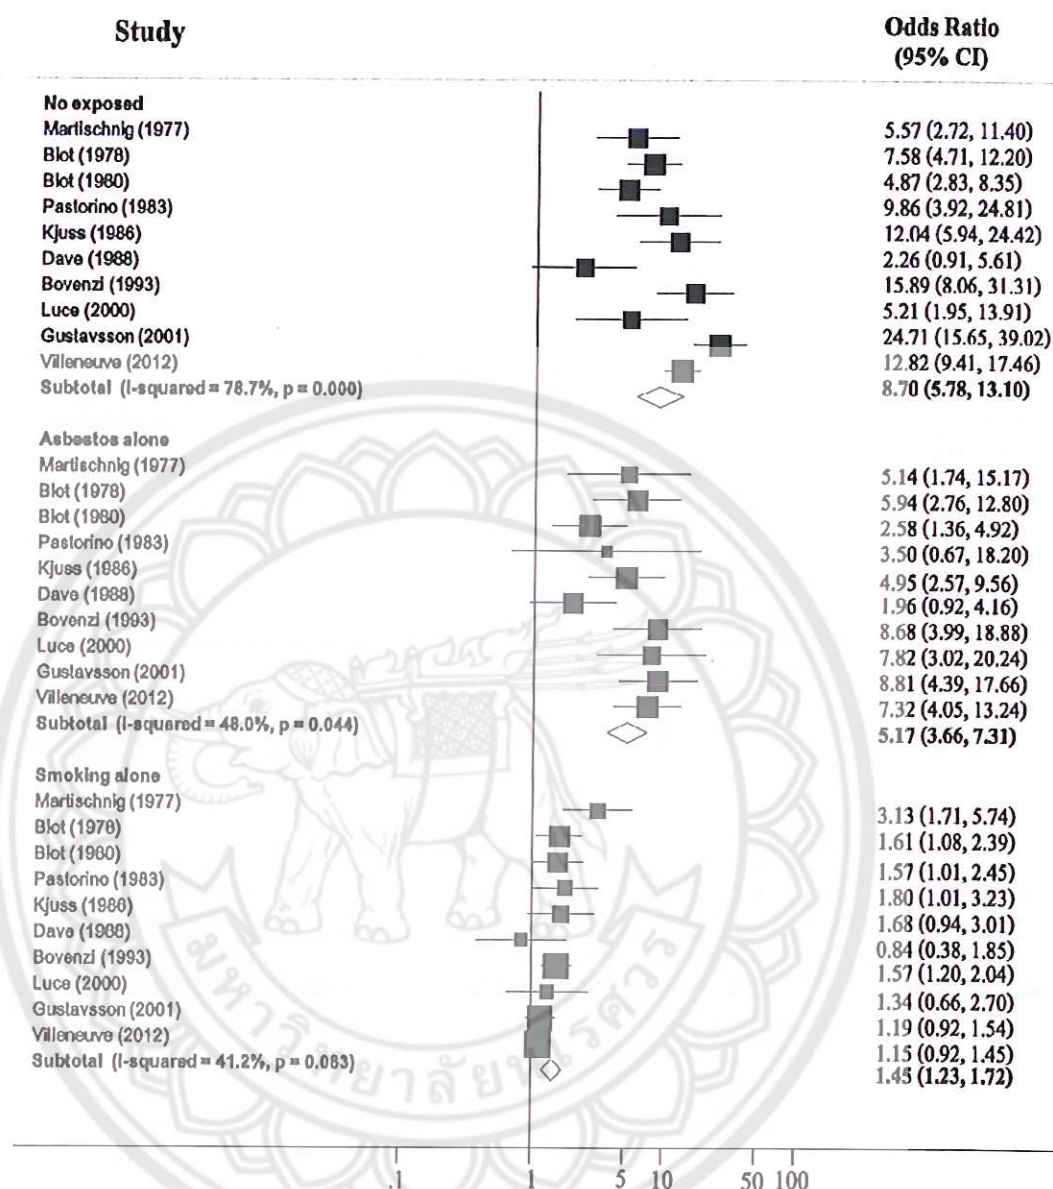 Study Odds Ratio
(95% CI)
No exposed
Martischnig (1977) 5.57 (2.72, 11.40)
Blot (1978) 7.58 (4.71, 12.20)
Blot (1980) 4.87 (2.83, 8.35)
Pastorino (1983) 9.86 (3.92, 24.81)
Kjuss (1986) 12.04 (5.94, 24.42)
Dave (1988) 2.26 (0.91, 5.61)
Bovenzi (1993) 15.89 (8.06, 31.31)
Luce (2000) 5.21 (1.95, 13.91)
Gustavsson (2001) 24.71 (15.65, 39.02)
Villeneuve (2012) 12.82 (9.41, 17.46)
Subtotal (I-squared = 78.7%, p = 0.000) 8.70 (5.78, 13.10)
Asbestos alone
Martischnig (1977) 5.14 (1.74, 15.17)
Blot (1978) 5.94 (2.76, 12.80)
Blot (1980) 2.58 (1.36, 4.92)
Pastorino (1983) 3.50 (0.67, 18.20)
Kjuss (1986) 4.95 (2.57, 9.56)
Dave (1988) 1.96 (0.92, 4.16)
Bovenzi (1993) 8.68 (3.99, 18.88)
Luce (2000) 7.82 (3.02, 20.24)
Gustavsson (2001) 8.81 (4.39, 17.66)
Villeneuve (2012) 7.32 (4.05, 13.24)
Subtotal (I-squared = 48.0%, p = 0.044) 5.17 (3.66, 7.31)
Smoking alone
Martischnig (1977) 3.13 (1.71, 5.74)
Blot (1978) 1.61 (1.08, 2.39)
Blot (1980) 1.57 (1.01, 2.45)
Pastorino (1983) 1.80 (1.01, 3.23)
Kjuss (1986) 1.68 (0.94, 3.01)
Dave (1988) 0.84 (0.38, 1.85)
Bovenzi (1993) 1.57 (1.20, 2.04)
Luce (2000) 1.34 (0.66, 2.70)
Gustavsson (2001) 1.19 (0.92, 1.54)
Villeneuve (2012) 1.15 (0.92, 1.45)
Subtotal (I-squared = 41.2%, p = 0.083) 1.45 (1.23, 1.72)
.1 1 5 10 50 100
มหาวิทยาลัยนเรศวร